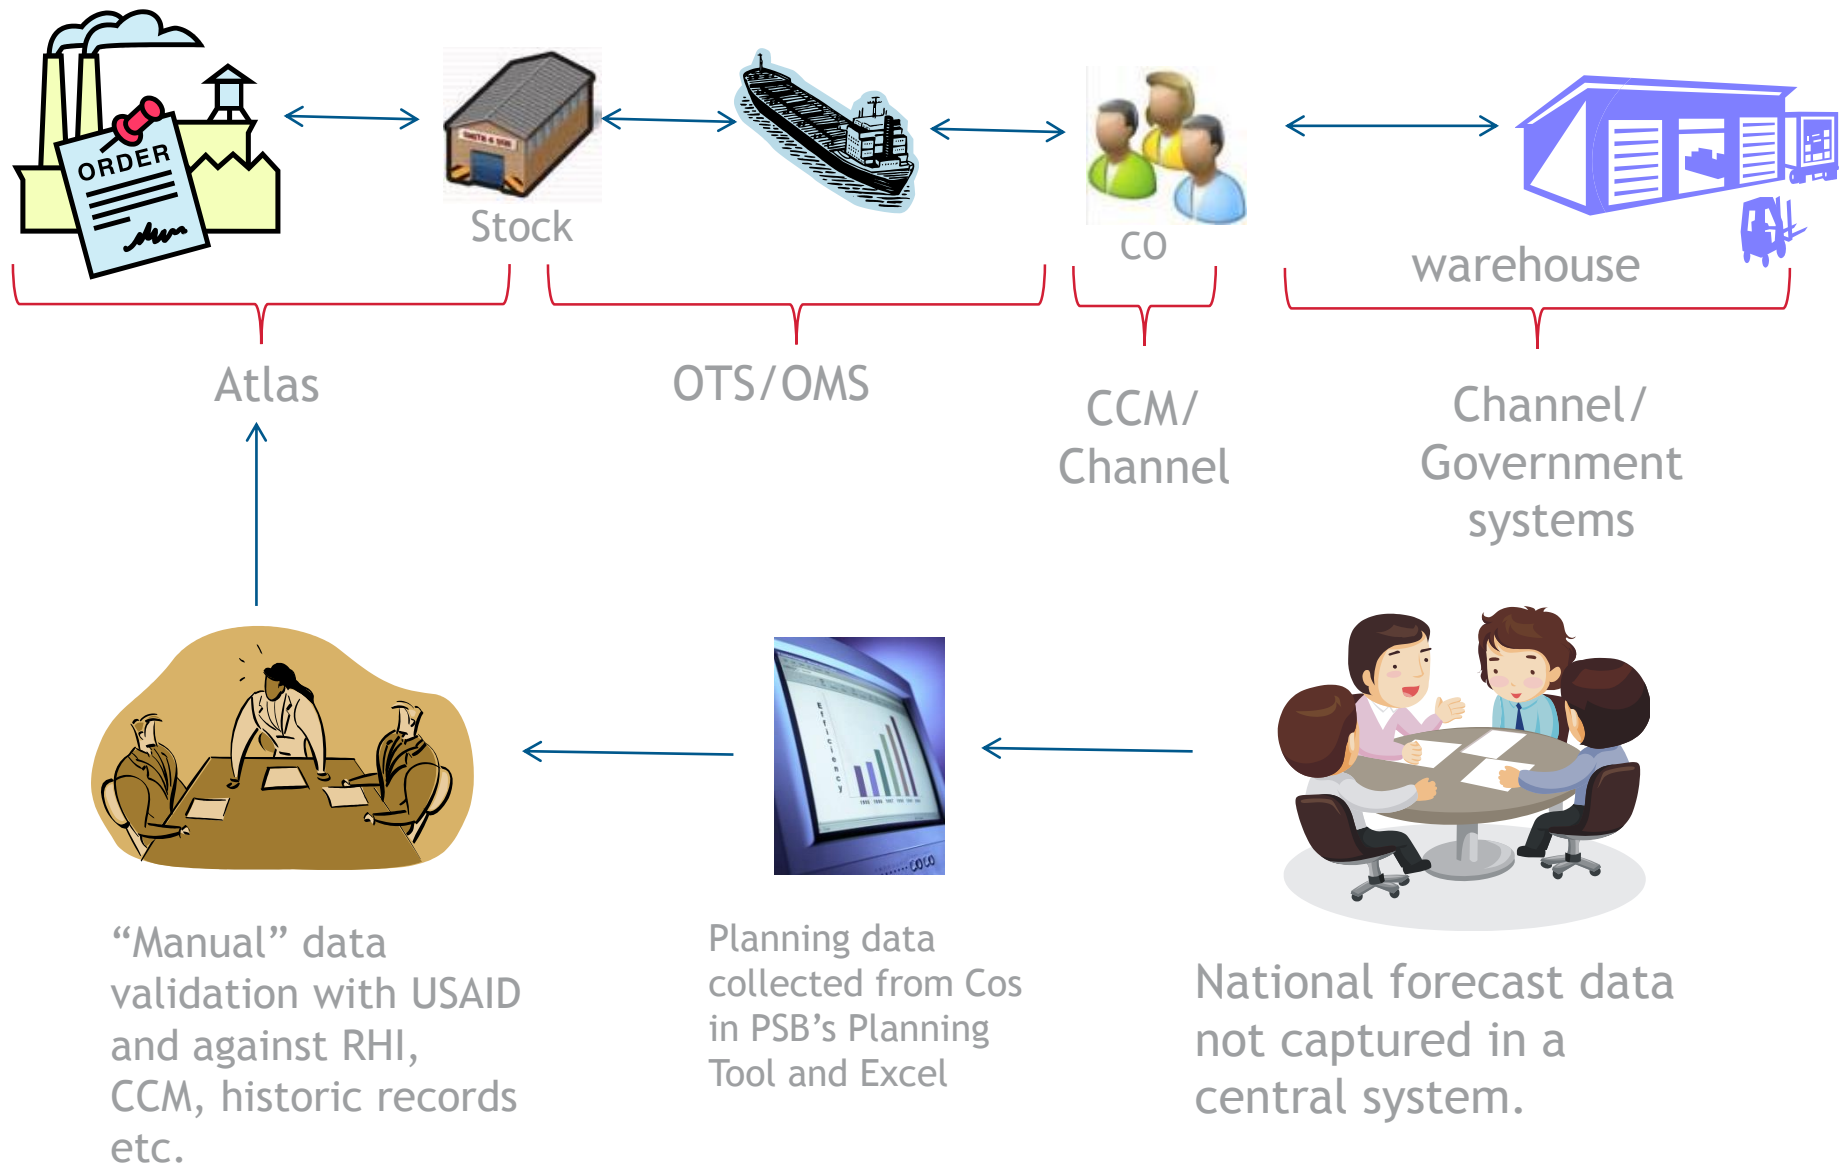 ORDER
Stock
CO
warehouse
Atlas
OTS/OMS
CCM/
Channel
Channel/
Government
systems
Efficiency
“Manual” data
validation with USAID
and against RHI,
CCM, historic records
etc.
Planning data
collected from Cos
in PSB’s Planning
Tool and Excel
National forecast data
not captured in a
central system.